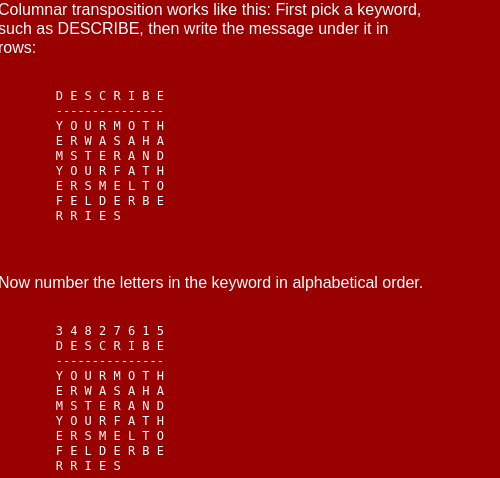 Columnar transposition works like this: First pick a keyword,
such as DESCRIBE, then write the message under it in
rows:
D E S C R I B E
---------------
Y O U R M O T H
E R W A S A H A
M S T E R A N D
Y O U R F A T H
E R S M E L T O
F E L D E R B E
R R I E S
Now number the letters in the keyword in alphabetical order.
3 4 8 2 7 6 1 5
D E S C R I B E
---------------
Y O U R M O T H
E R W A S A H A
M S T E R A N D
Y O U R F A T H
E R S M E L T O
F E L D E R B E
R R I E S